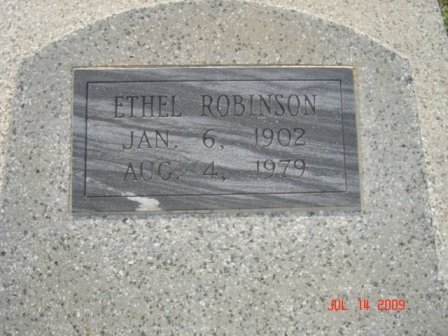 ETHEL ROBINSON
JAN. 6, 1902
AUG. 4, 1979
JUL 14 2009